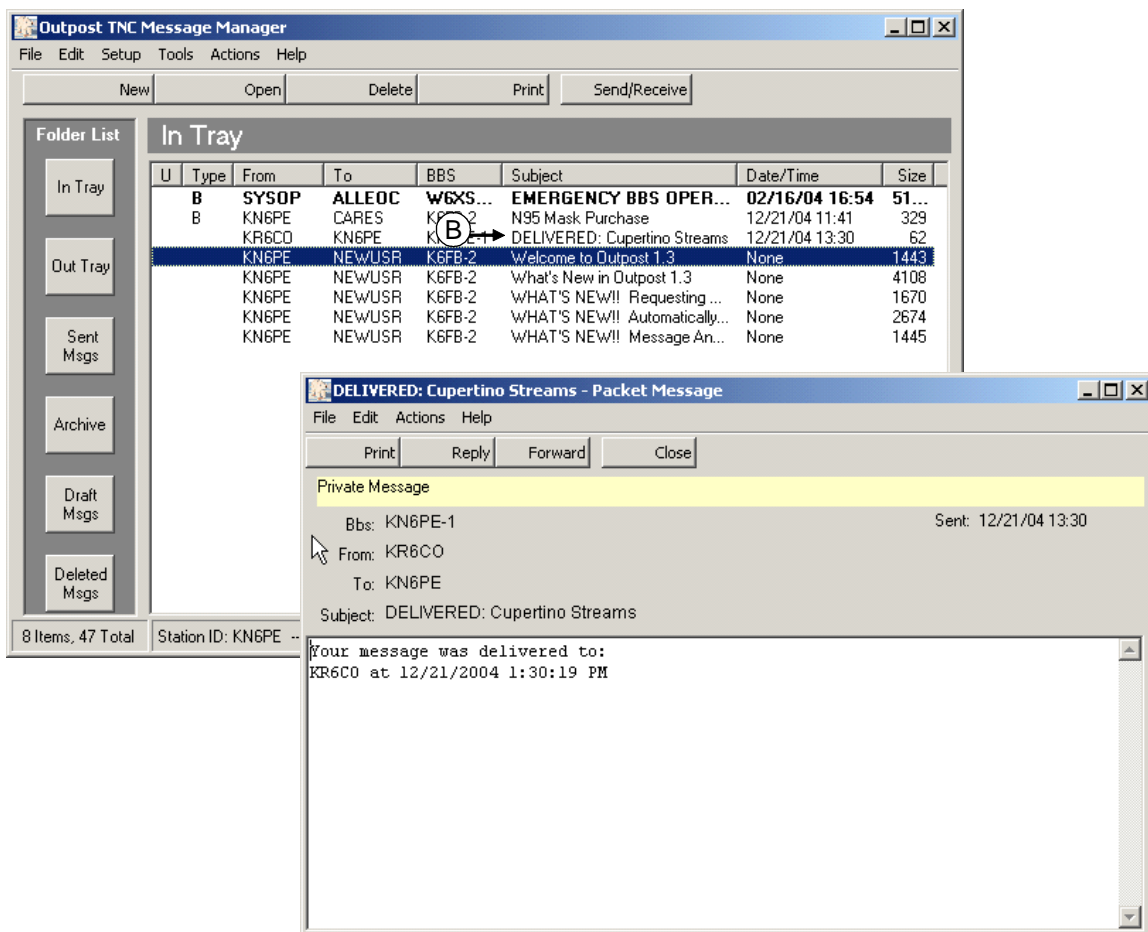 Outpost TNC Message Manager
File Edit Setup Tools Actions Help
New Open Delete Print Send/Receive
Folder List
In Tray
Out Tray
Sent
Msgs
Archive
Draft
Msgs
Deleted
Msgs
In Tray
U Type From To BBS Subject Date/Time Size
B SYSOP ALLEOC W6XS... EMERGENCY BBS OPER... 02/16/04 16:54 51...
B KN6PE CARES N95 Mask Purchase 12/21/04 11:41 329
KR6CO KN6PE B DELIVERED: Cupertino Streams 12/21/04 13:30 62
KN6PE NEWUSR K6FB-2 Welcome to Outpost 1.3 None 1443
KN6PE NEWUSR K6FB-2 What's New in Outpost 1.3 None 4108
KN6PE NEWUSR K6FB-2 WHAT'S NEW!! Requesting ... None 1670
KN6PE NEWUSR K6FB-2 WHAT'S NEW!! Automatically... None 2674
KN6PE NEWUSR K6FB-2 WHAT'S NEW!! Message An... None 1445
8 Items, 47 Total Station ID: KN6PE --
DELIVERED: Cupertino Streams - Packet Message
File Edit Actions Help
Print Reply Forward Close
Private Message
Bbs: KN6PE-1 Sent: 12/21/04 13:30
From: KR6CO
To: KN6PE
Subject: DELIVERED: Cupertino Streams
Your message was delivered to:
KR6CO at 12/21/2004 1:30:19 PM